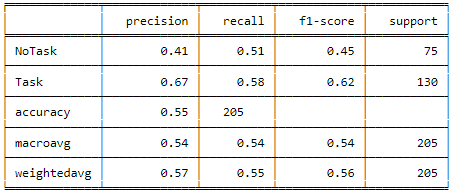 precision recall f1-score support
NoTask 0.41 0.51 0.45 75
Task 0.67 0.58 0.62 130
accuracy 0.55 205
macroavg 0.54 0.54 0.54 205
weightedavg 0.57 0.55 0.56 205